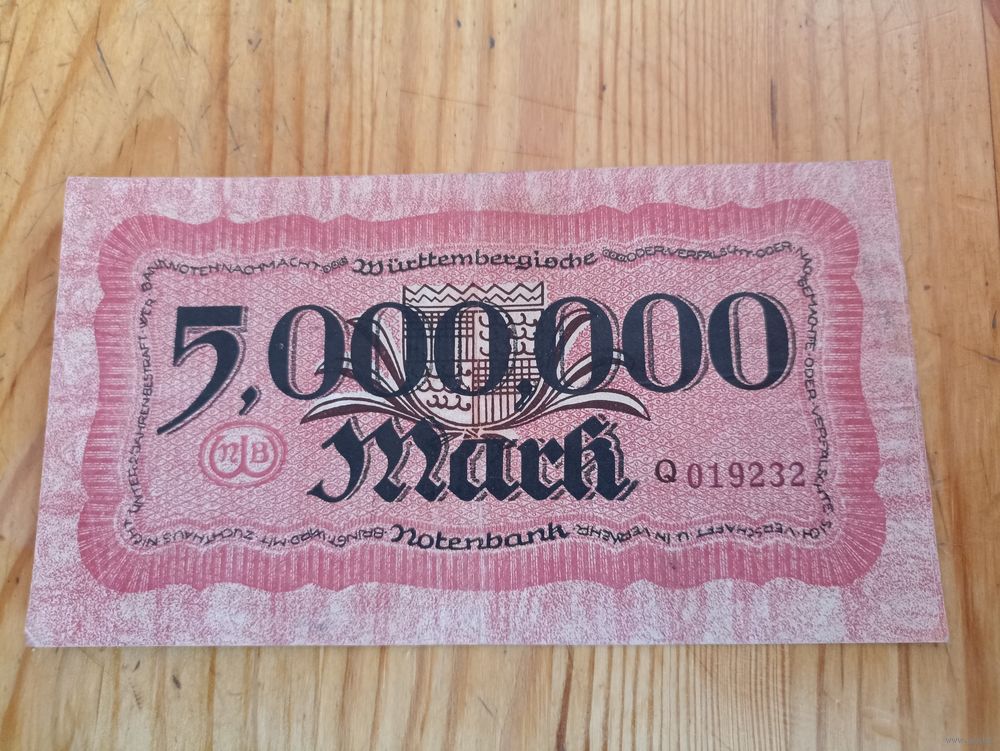 Württembergische
5,000,000
Mark
WNB
Q 019232
Notenbank
WER BANKNOTEN NACHMACHT ODER VERFÄLSCHT ODER NACHGEMACHTE ODER VERFÄLSCHTE SICH VERSCHAFFT U. IN VERKEHR BRINGT, WIRD MIT ZUCHTHAUS NICHT UNTER 2 JAHREN BESTRAFT